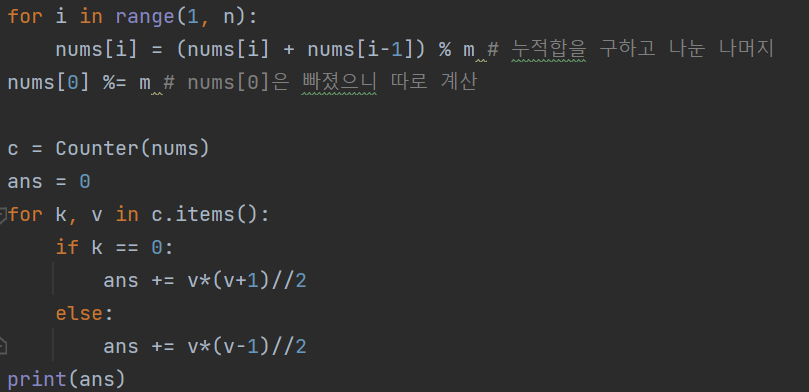 for i in range(1, n):
    nums[i] = (nums[i] + nums[i-1]) % m # 누적합을 구하고 나눈 나머지
nums[0] %= m # nums[0]은 빠졌으니 따로 계산

c = Counter(nums)
ans = 0
for k, v in c.items():
    if k == 0:
        ans += v*(v+1)//2
    else:
        ans += v*(v-1)//2
print(ans)